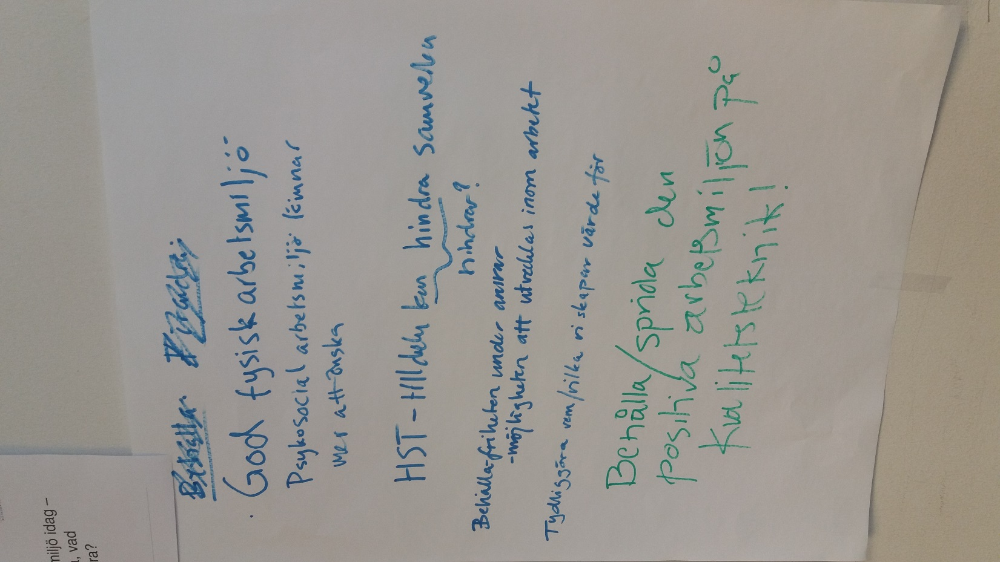 miljö idag –
, vad
ra?
Behålla.
God fysisk arbetsmiljö
Psykosocial arbetsmiljö lämnar
mer att önska
HST-tilldeln kan hindra samverkan
hindrar?
Behålla-friheten under ansvar
-möjligheten att utvecklas inom arbetet
Tydliggöra vem/vilka vi skapar värde för
Behålla/sprida den
positiva arbetsmiljön på
Kvalitetsteknik!